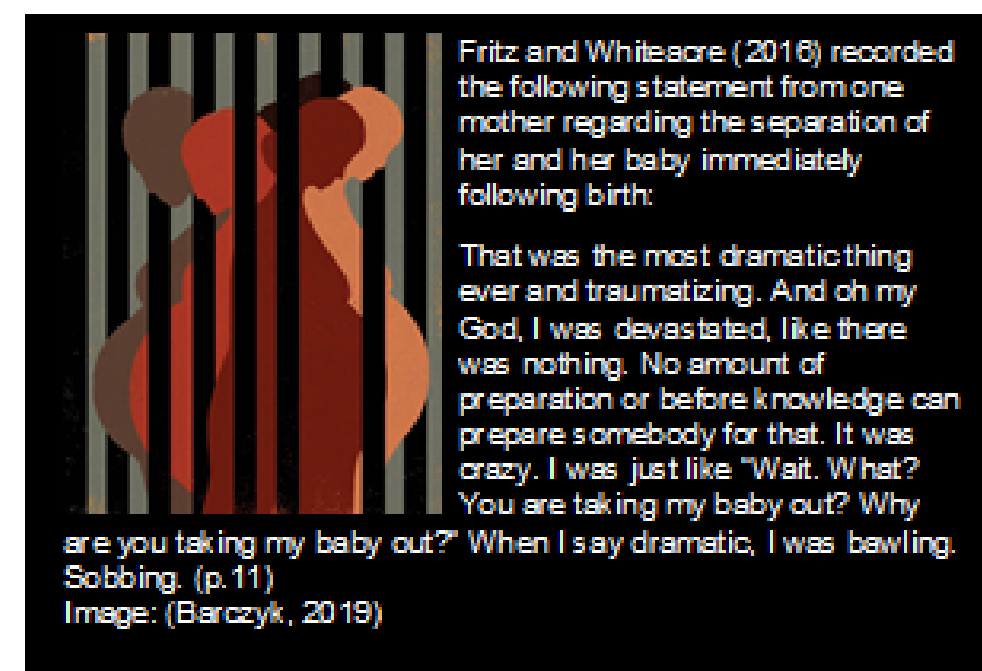 Fritz and Whiteacre (2016) recorded
the following statement from one
mother regarding the separation of
her and her baby immediately
following birth:
That was the most dramatic thing
ever and traumatizing. And oh my
God, I was devastated, like there
was nothing. No amount of
preparation or before knowledge can
prepare somebody for that. It was
crazy. I was just like "Wait. What?
You are taking my baby out? Why
are you taking my baby out?" When I say dramatic, I was bawling.
Sobbing. (p.11)
Image: (Barczyk, 2019)